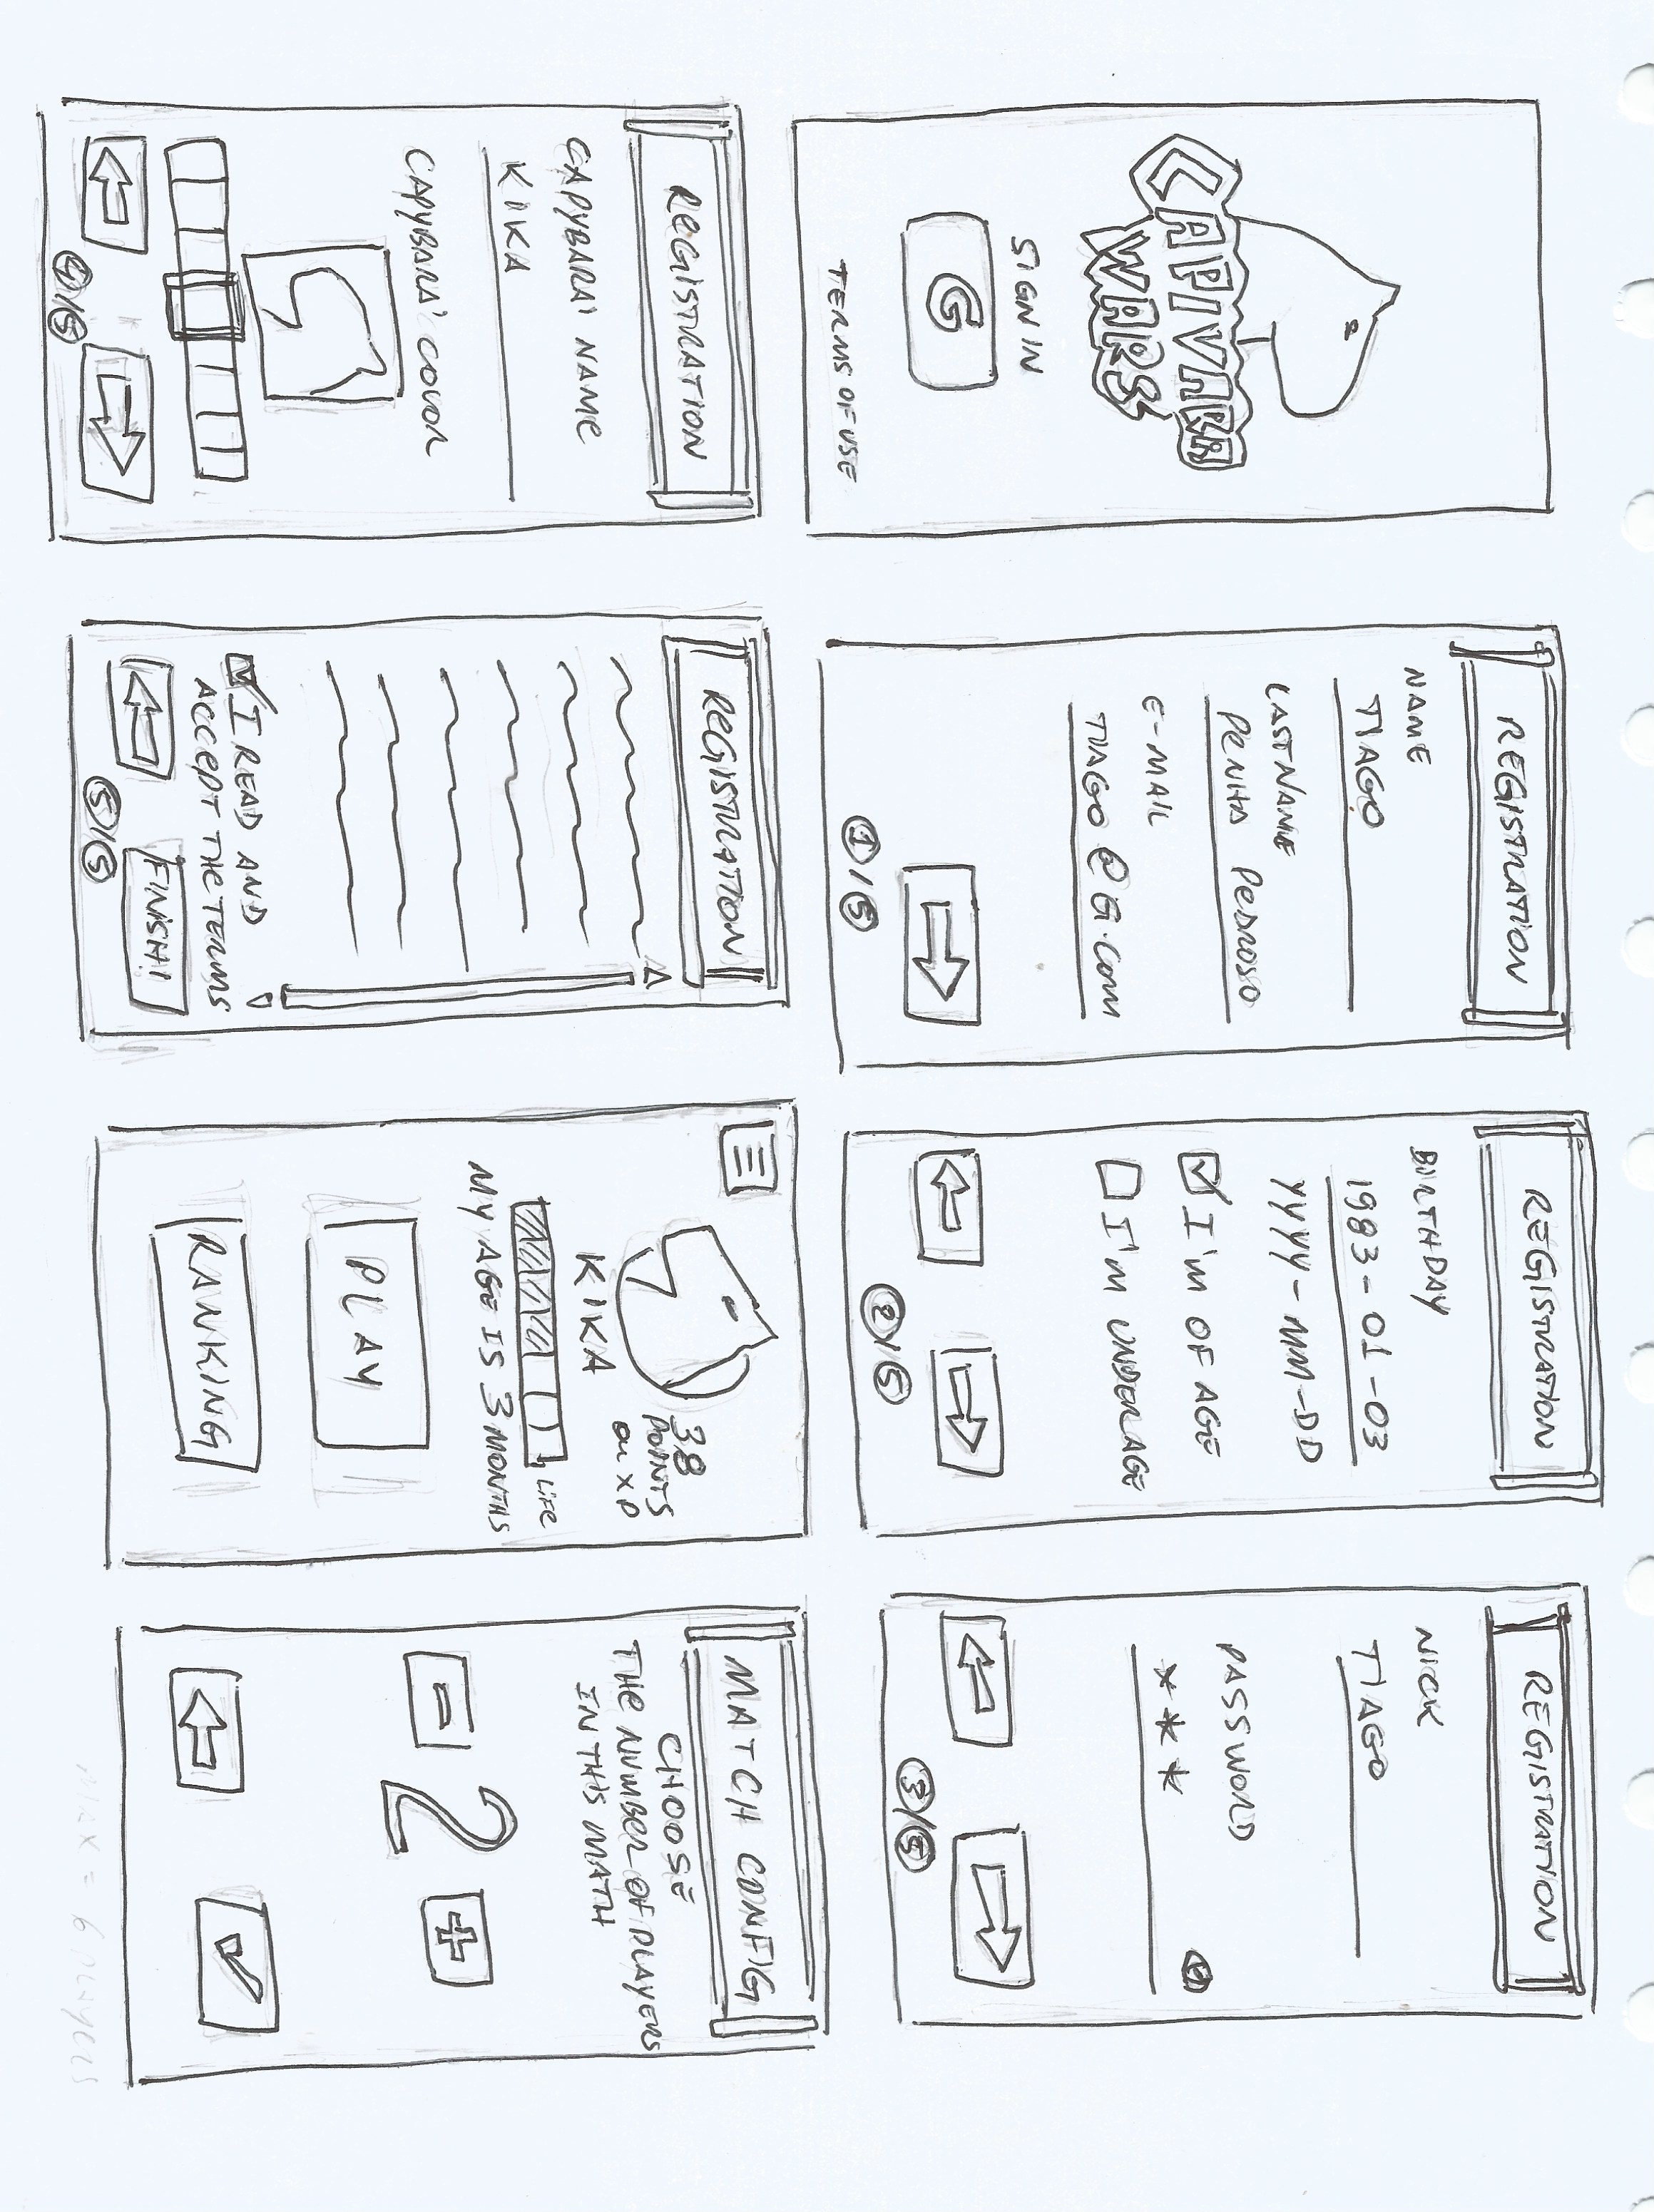 CAPIVARA
WARS
SIGN IN
G
TERMS OF USE
REGISTRATION
NAME
TIAGO
LASTNAME
PENHA PEDROSO
E-MAIL
TIAGO @ G.COM
1/5
REGISTRATION
BIRTHDAY
1983-01-03
YYYY-MM-DD
I'M OF AGE
I'M UNDER AGE
2/5
REGISTRATION
NICK
TIAGO
PASSWORD
***
3/5
REGISTRATION
CAPYBARA' NAME
KIKA
CAPYBARA' COLOR
4/5
REGISTRATION
I READ AND
ACCEPT THE TERMS
FINISH!
5/5
38
POINTS
OU XP
KIKA
LIFE
MY AGE IS 3 MONTHS
PLAY
RANKING
MATCH CONFIG
CHOOSE
THE NUMBER OF PLAYERS
IN THIS MATH
2
MAX = 6 PLAYERS